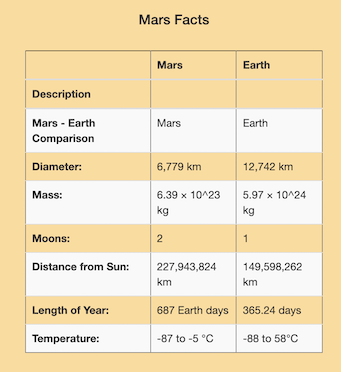 Mars Facts
Mars Earth
Description
Mars - Earth Mars Earth
Comparison
Diameter: 6,779 km 12,742 km
Mass: 6.39 × 10^23 5.97 × 10^24
kg kg
Moons: 2 1
Distance from Sun: 227,943,824 149,598,262
km km
Length of Year: 687 Earth days 365.24 days
Temperature: -87 to -5 °C -88 to 58°C